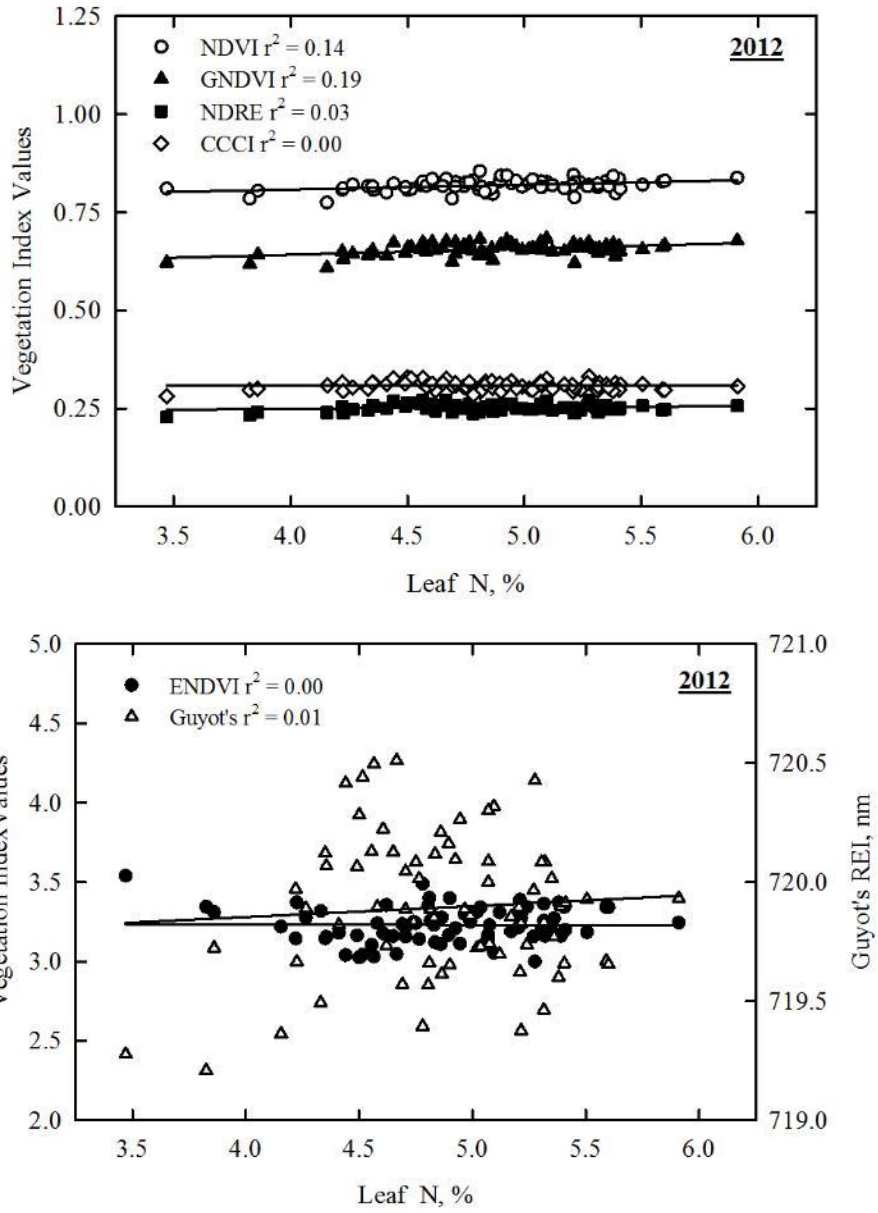 1.25
NDVI r² = 0.14
2012
GNDVI r² = 0.19
NDRE r² = 0.03
CCCI r² = 0.00
1.00
0.75
0.50
0.25
0.00
Vegetation Index Values
3.5 4.0 4.5 5.0 5.5 6.0
Leaf N, %
5.0
721.0
ENDVI r² = 0.00
2012
Guyot's r² = 0.01
4.5
720.5
4.0
3.5
720.0
3.0
719.5
2.5
2.0
719.0
Vegetation Index Values
Guyot's REI, nm
3.5 4.0 4.5 5.0 5.5 6.0
Leaf N, %